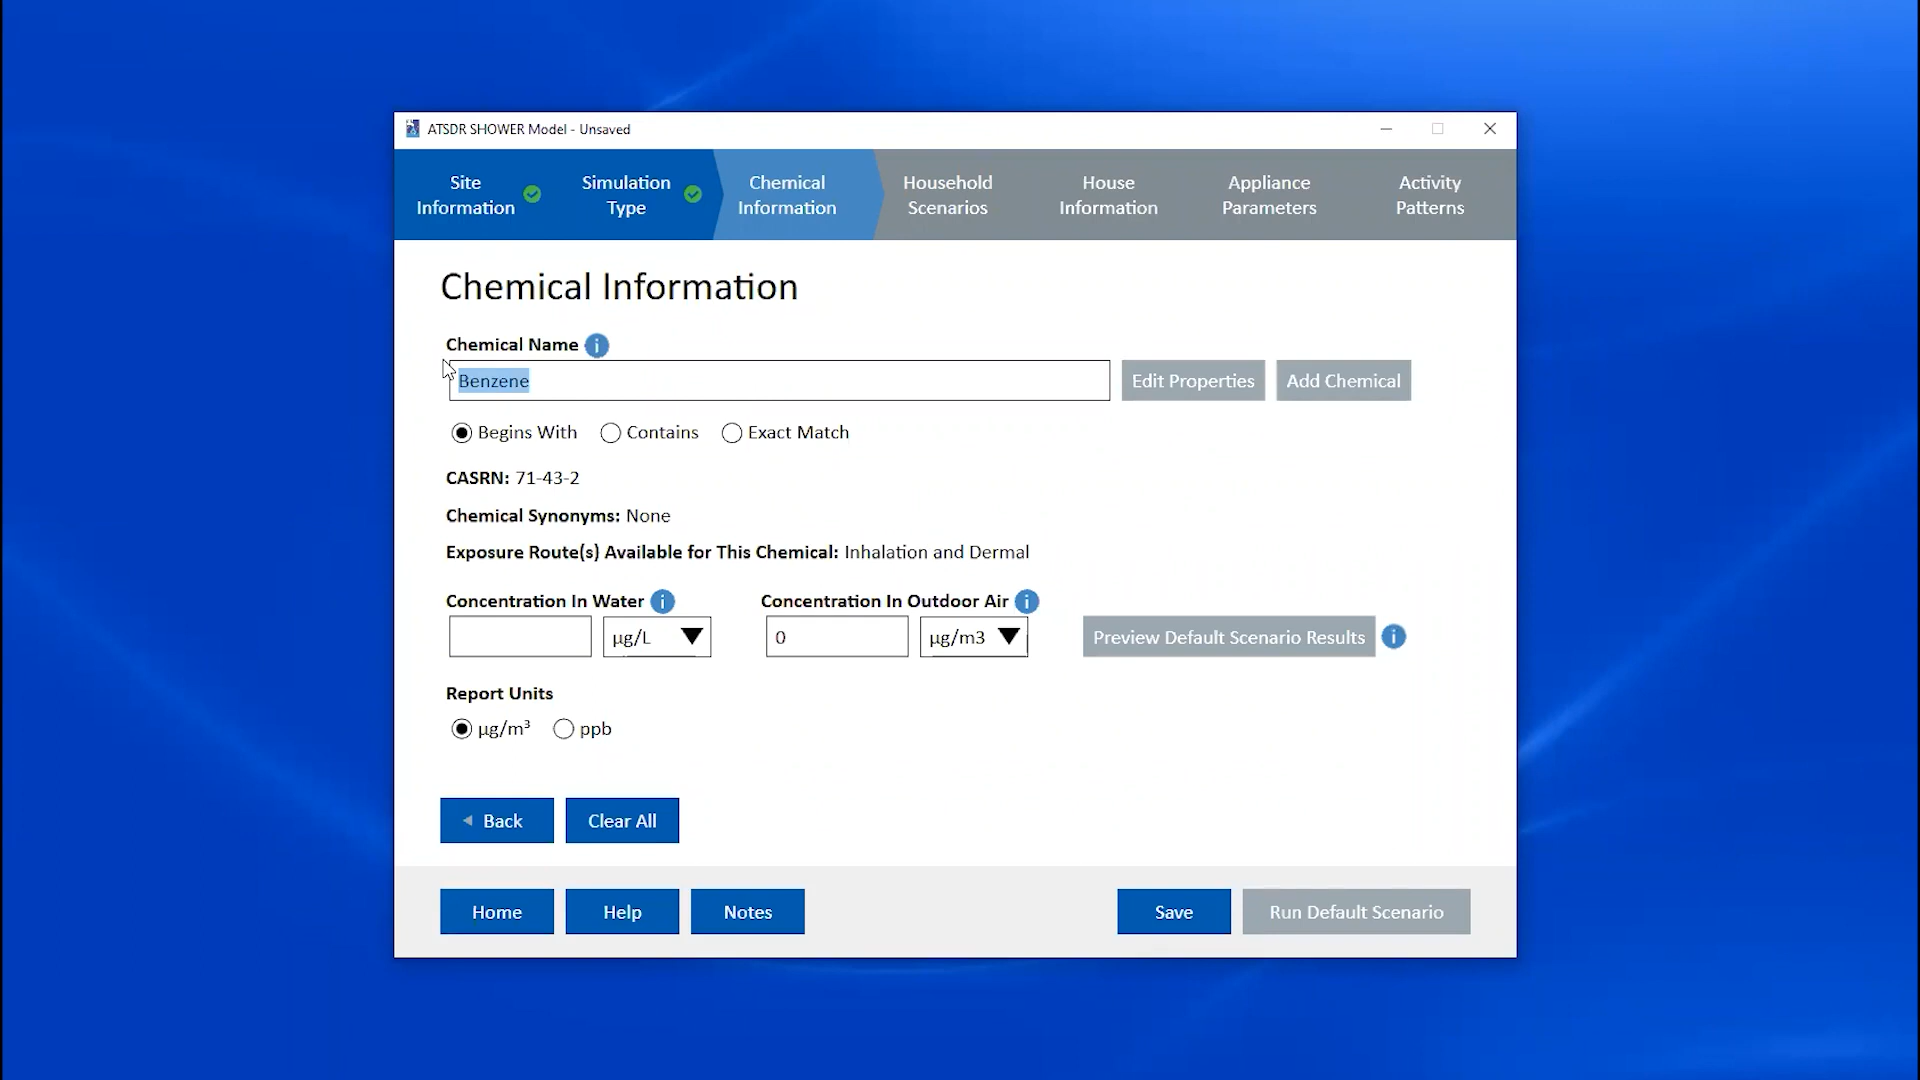 ATSDR SHOWER Model - Unsaved
Site Information
Simulation Type
Chemical Information
Household Scenarios
House Information
Appliance Parameters
Activity Patterns
Chemical Information
Chemical Name i
Benzene
Edit Properties
Add Chemical
Begins With Contains Exact Match
CASRN: 71-43-2
Chemical Synonyms: None
Exposure Route(s) Available for This Chemical: Inhalation and Dermal
Concentration In Water i
Concentration In Outdoor Air i
µg/L
0
µg/m3
Preview Default Scenario Results i
Report Units
µg/m³ ppb
Back
Clear All
Home
Help
Notes
Save
Run Default Scenario